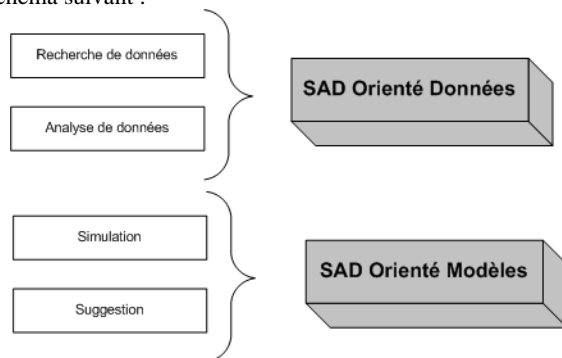 schéma suivant :
Recherche de données
SAD Orienté Données
Analyse de données
Simulation
SAD Orienté Modèles
Suggestion